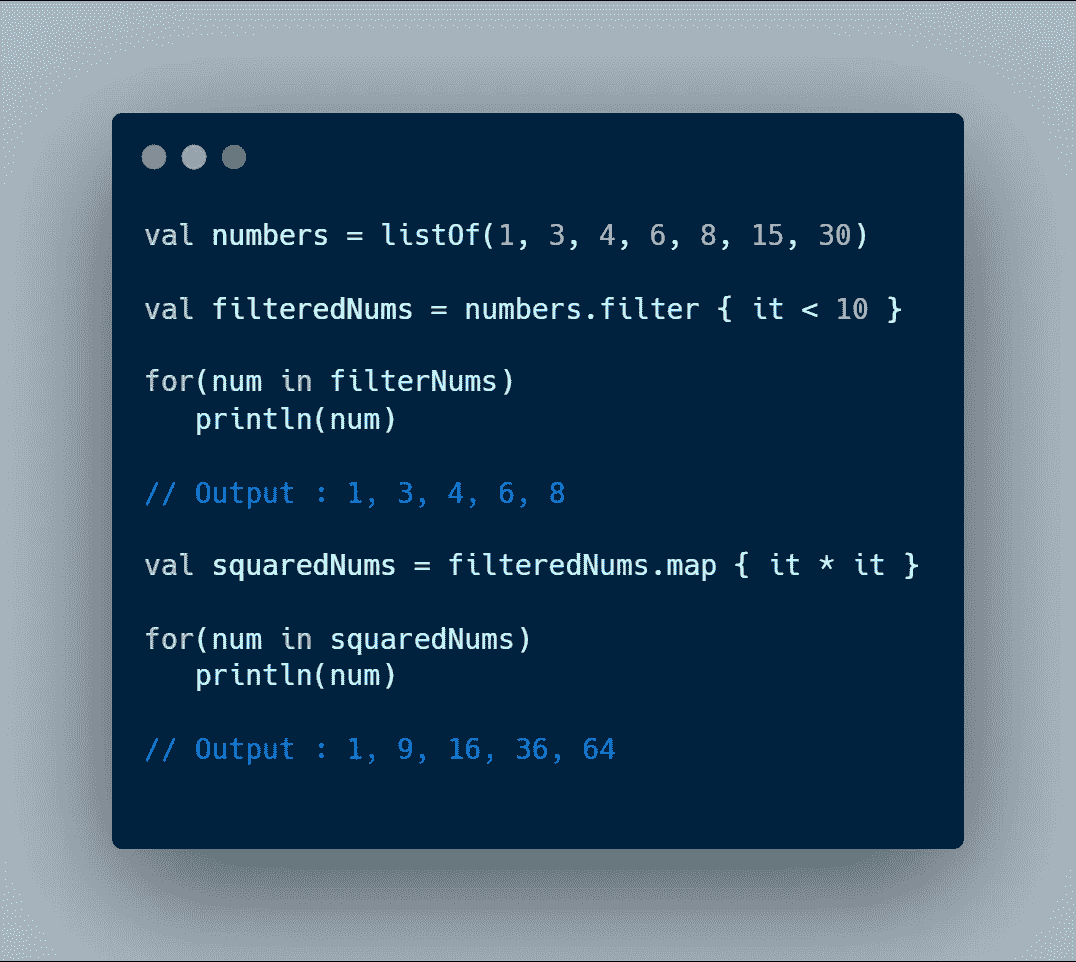 val numbers = listOf(1, 3, 4, 6, 8, 15, 30)
val filteredNums = numbers.filter { it < 10 }
for(num in filterNums)
   println(num)
// Output : 1, 3, 4, 6, 8
val squaredNums = filteredNums.map { it * it }
for(num in squaredNums)
   println(num)
// Output : 1, 9, 16, 36, 64